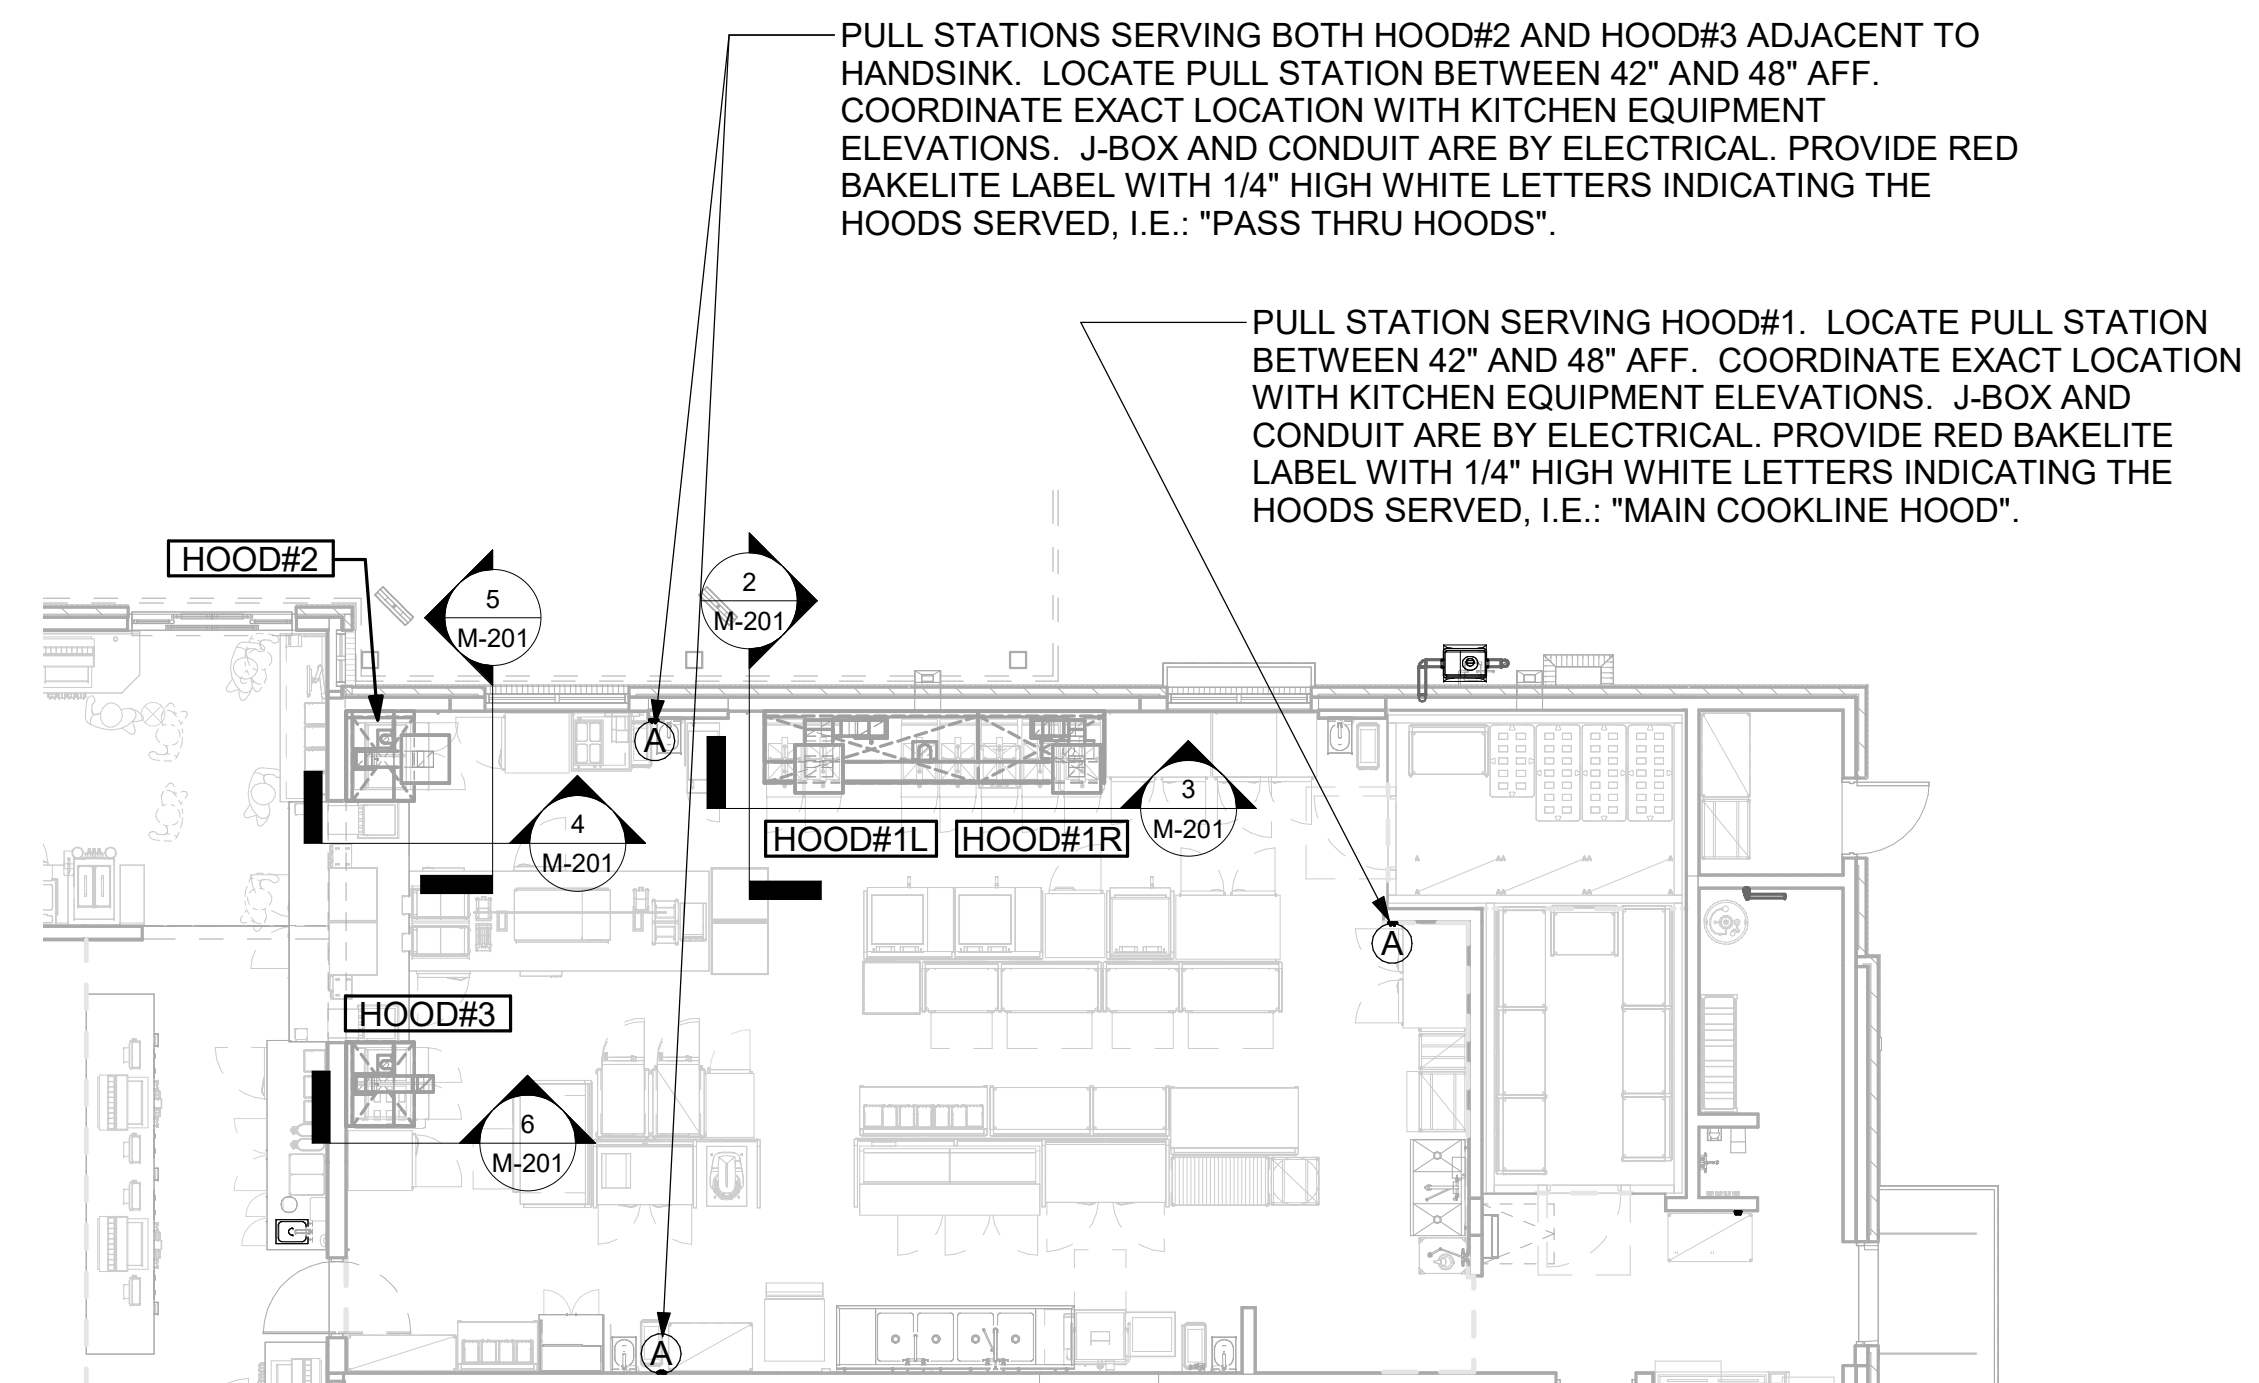 PULL STATIONS SERVING BOTH HOOD#2 AND HOOD#3 ADJACENT TO
HANDSINK. LOCATE PULL STATION BETWEEN 42" AND 48" AFF.
COORDINATE EXACT LOCATION WITH KITCHEN EQUIPMENT
ELEVATIONS. J-BOX AND CONDUIT ARE BY ELECTRICAL. PROVIDE RED
BAKELITE LABEL WITH 1/4" HIGH WHITE LETTERS INDICATING THE
HOODS SERVED, I.E.: "PASS THRU HOODS".
PULL STATION SERVING HOOD#1. LOCATE PULL STATION
BETWEEN 42" AND 48" AFF. COORDINATE EXACT LOCATION
WITH KITCHEN EQUIPMENT ELEVATIONS. J-BOX AND
CONDUIT ARE BY ELECTRICAL. PROVIDE RED BAKELITE
LABEL WITH 1/4" HIGH WHITE LETTERS INDICATING THE
HOODS SERVED, I.E.: "MAIN COOKLINE HOOD".
HOOD#2
5
M-201
2
M-201
A
3
M-201
4
M-201
HOOD#1L
HOOD#1R
A
HOOD#3
6
M-201
A